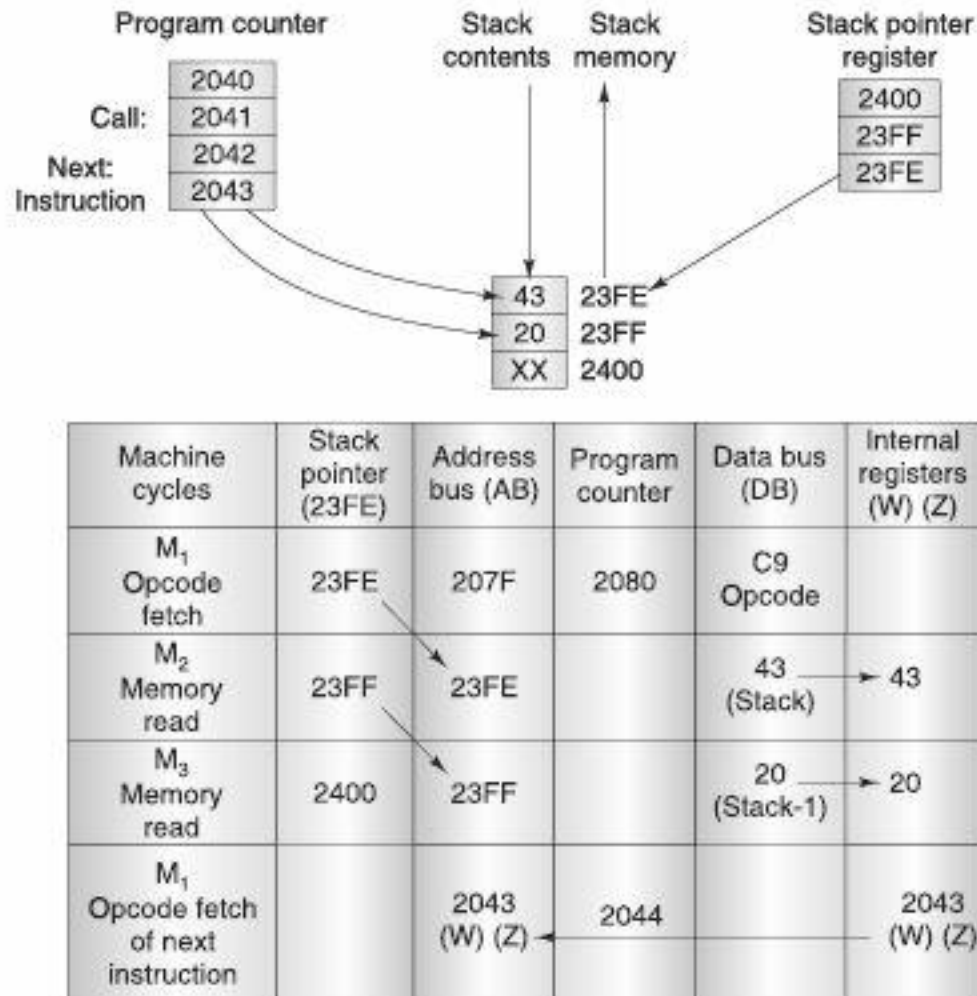 Program counter
Stack contents
Stack memory
Stack pointer register
2040
Call: 2041
2042
Next: Instruction 2043
2400
23FF
23FE
43 23FE
20 23FF
XX 2400
Machine cycles
Stack pointer (23FE)
Address bus (AB)
Program counter
Data bus (DB)
Internal registers (W) (Z)
M₁ Opcode fetch
23FE
207F
2080
C9 Opcode
M₂ Memory read
23FF
23FE
43 (Stack)
43
M₃ Memory read
2400
23FF
20 (Stack-1)
20
M₁ Opcode fetch of next instruction
2043 (W) (Z)
2044
2043 (W) (Z)